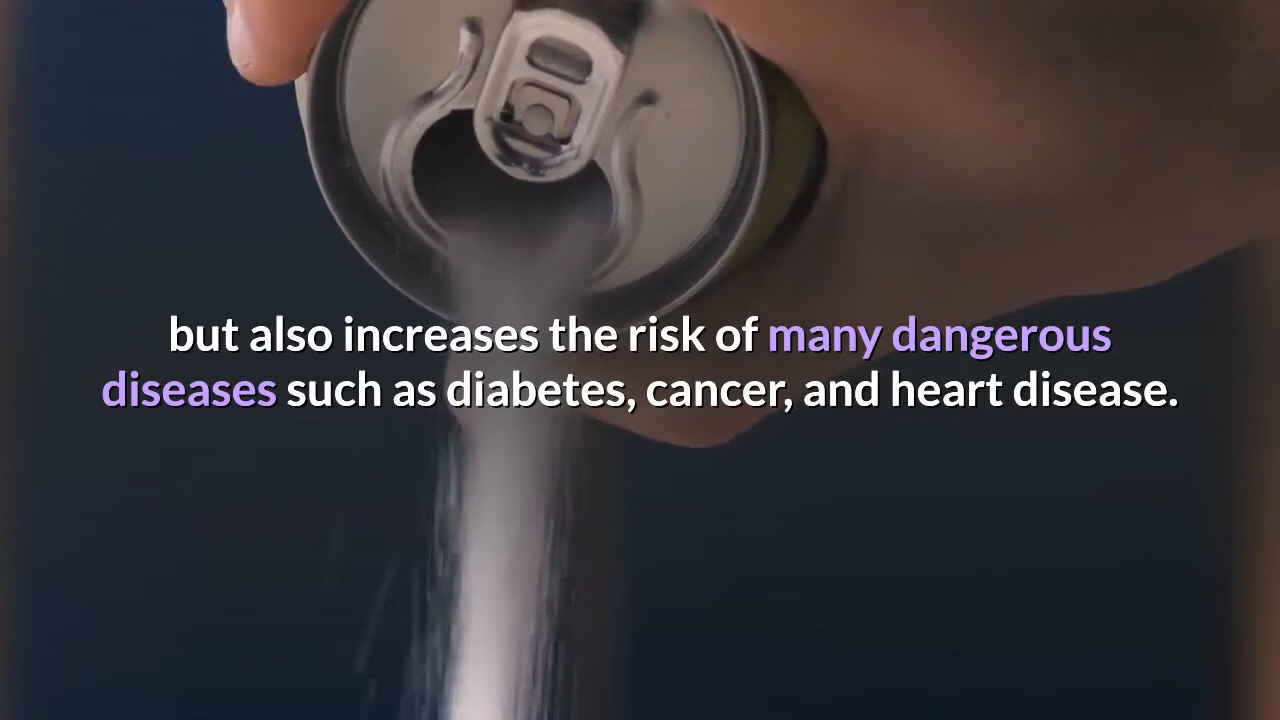 but also increases the risk of many dangerous
diseases such as diabetes, cancer, and heart disease.